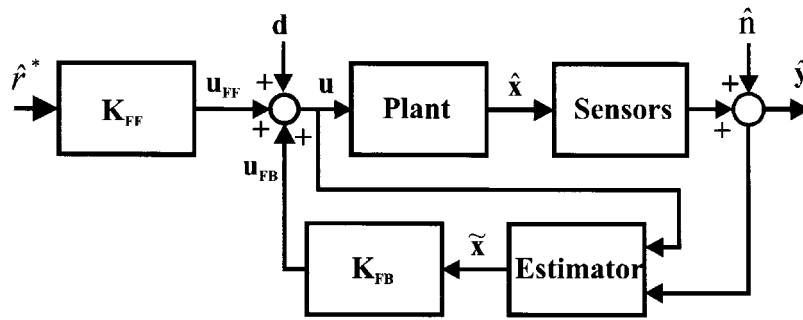 d
n̂
r̂*
K_FF
u_FF
+
+
+
+
u
Plant
x̂
Sensors
+
+
ŷ
u_FB
K_FB
x̃
Estimator